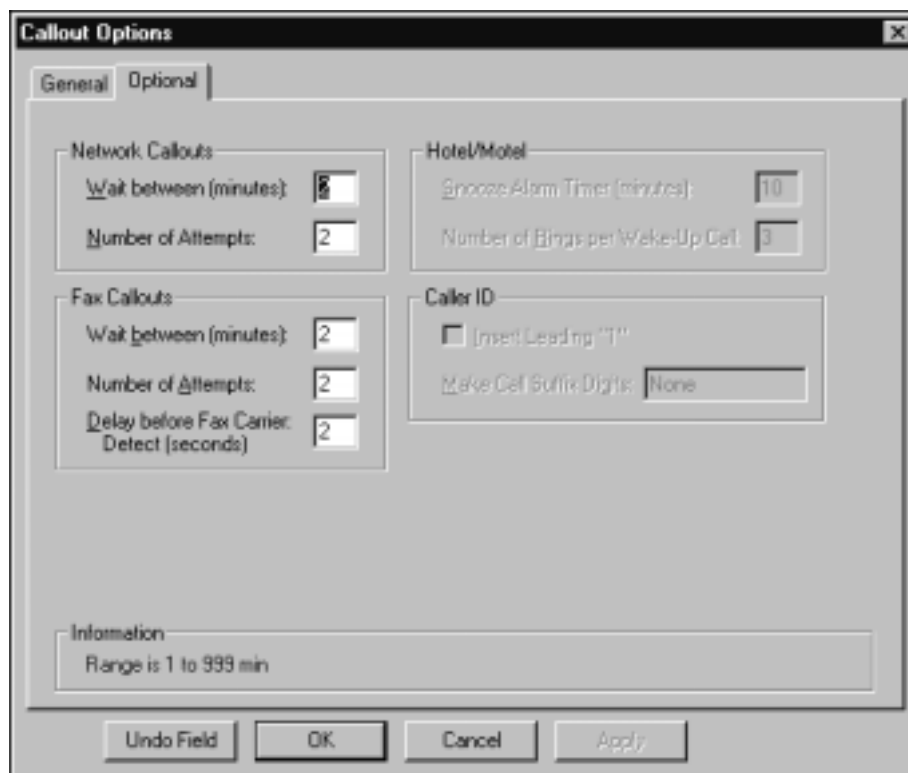 Callout Options
General
Optional
Network Callouts
Wait between (minutes): 2
Number of Attempts: 2
Fax Callouts
Wait between (minutes): 2
Number of Attempts: 2
Delay before Fax Carrier.
Detect (seconds) 2
Hotel/Motel
Snooze Alarm Timer (minutes): 10
Number of Rings per Wake-Up Call: 3
Caller ID
Insert Leading "1"
Make Call Suffix Digits: None
Information
Range is 1 to 999 min
Undo Field
OK
Cancel
Apply